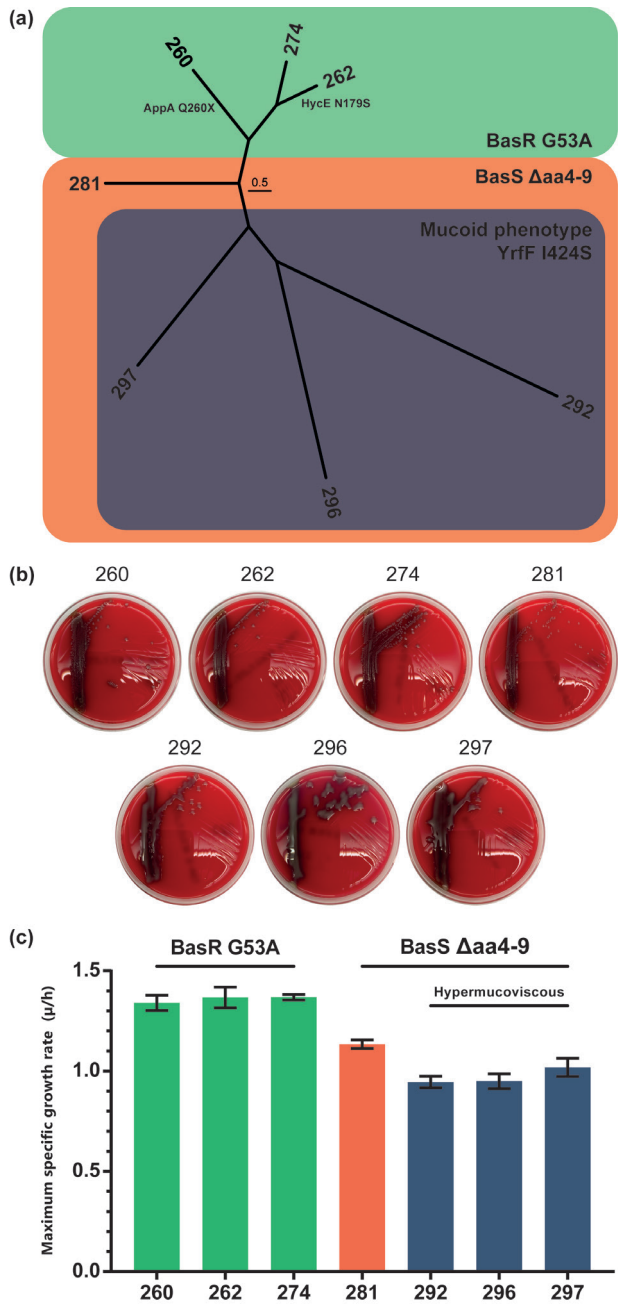 (a)
260
274
262
AppA Q260X
HycE N179S
BasR G53A
281
0.5
BasS Δaa4-9
Mucoid phenotype
YrfF I424S
297
292
296
(b)
260 262 274 281
292 296 297
(c)
BasR G53A BasS Δaa4-9
Hypermucoviscous
Maximum specific growth rate (μ/h)
1.5
1.0
0.5
0.0
260 262 274 281 292 296 297